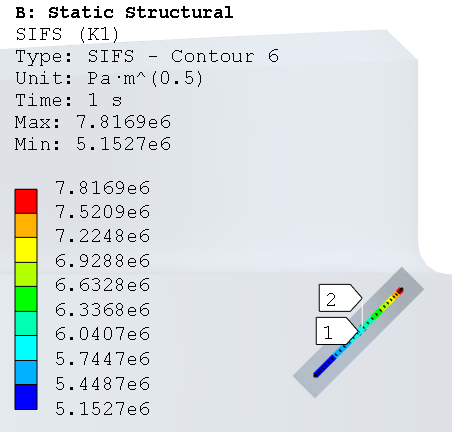 B: Static Structural
SIFS (K1)
Type: SIFS - Contour 6
Unit: Pa·m^(0.5)
Time: 1 s
Max: 7.8169e6
Min: 5.1527e6
7.8169e6
7.5209e6
7.2248e6
6.9288e6
6.6328e6
6.3368e6
6.0407e6
5.7447e6
5.4487e6
5.1527e6
2
1